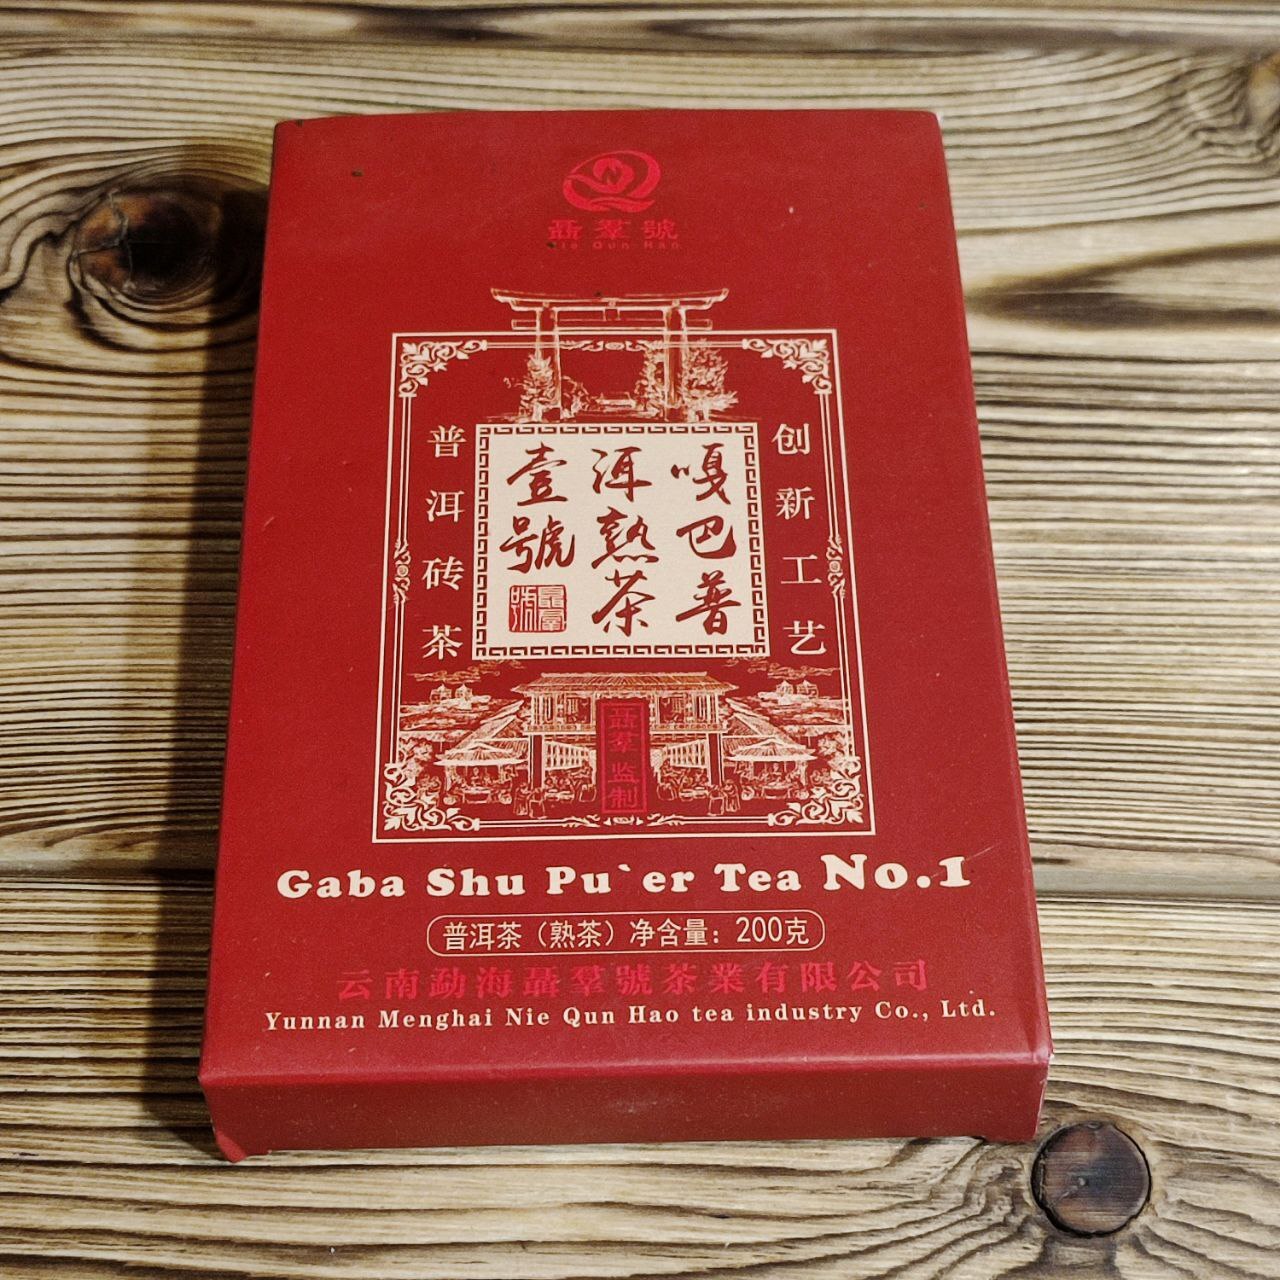 聶羣號
Nie Qun Hao
创新工艺
嘎巴普
洱熟茶
壹號
普洱砖茶
聶羣监制
Gaba Shu Pu`er Tea No.1
普洱茶（熟茶）净含量：200克
云南勐海聶羣號茶業有限公司
Yunnan Menghai Nie Qun Hao tea industry Co., Ltd.